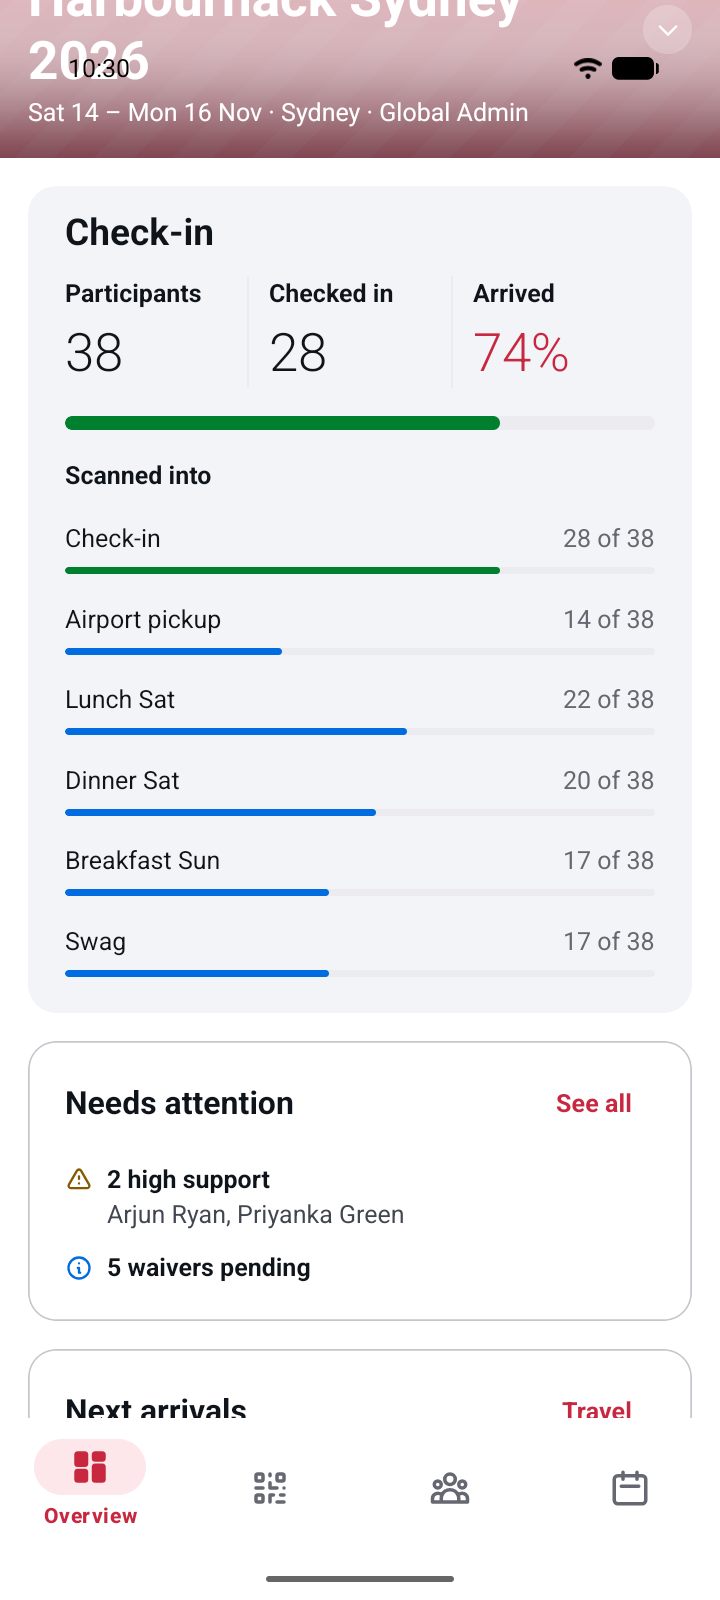 Harbourhack Sydney
2026
10:30
Sat 14 – Mon 16 Nov · Sydney · Global Admin
Check-in
Participants
Checked in
Arrived
38
28
74%
Scanned into
Check-in
28 of 38
Airport pickup
14 of 38
Lunch Sat
22 of 38
Dinner Sat
20 of 38
Breakfast Sun
17 of 38
Swag
17 of 38
Needs attention
See all
2 high support
Arjun Ryan, Priyanka Green
5 waivers pending
Next arrivals
Travel
Overview